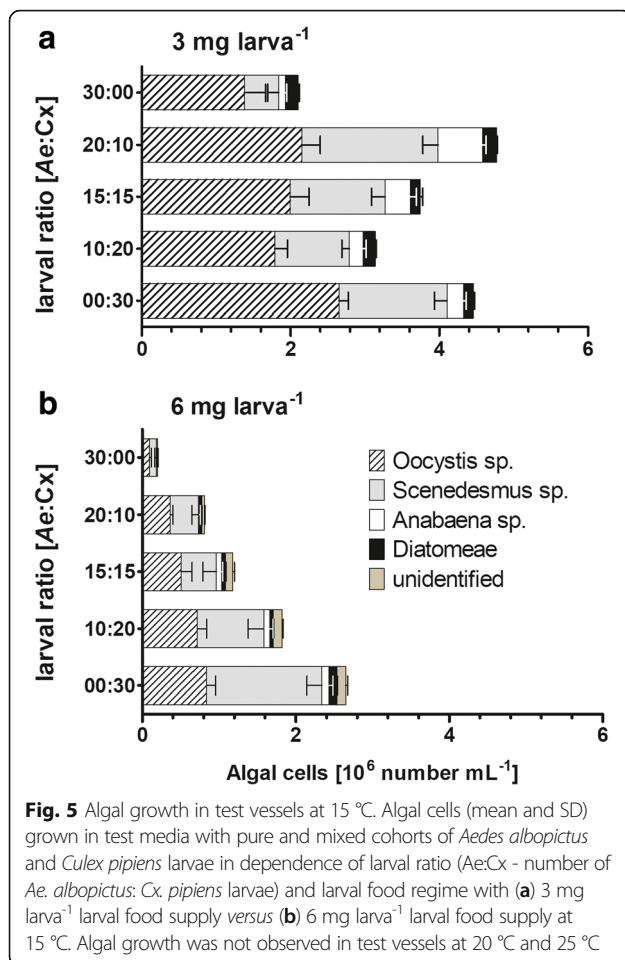 a
3 mg larva⁻¹
larval ratio [Ae:Cx]
30:00
20:10
15:15
10:20
00:30
0 2 4 6
b
6 mg larva⁻¹
larval ratio [Ae:Cx]
30:00
20:10
15:15
10:20
00:30
Oocystis sp.
Scenedesmus sp.
Anabaena sp.
Diatomeae
unidentified
0 2 4 6
Algal cells [10⁶ number mL⁻¹]
Fig. 5 Algal growth in test vessels at 15 °C. Algal cells (mean and SD)
grown in test media with pure and mixed cohorts of Aedes albopictus
and Culex pipiens larvae in dependence of larval ratio (Ae:Cx - number of
Ae. albopictus: Cx. pipiens larvae) and larval food regime with (a) 3 mg
larva⁻¹ larval food supply versus (b) 6 mg larva⁻¹ larval food supply at
15 °C. Algal growth was not observed in test vessels at 20 °C and 25 °C